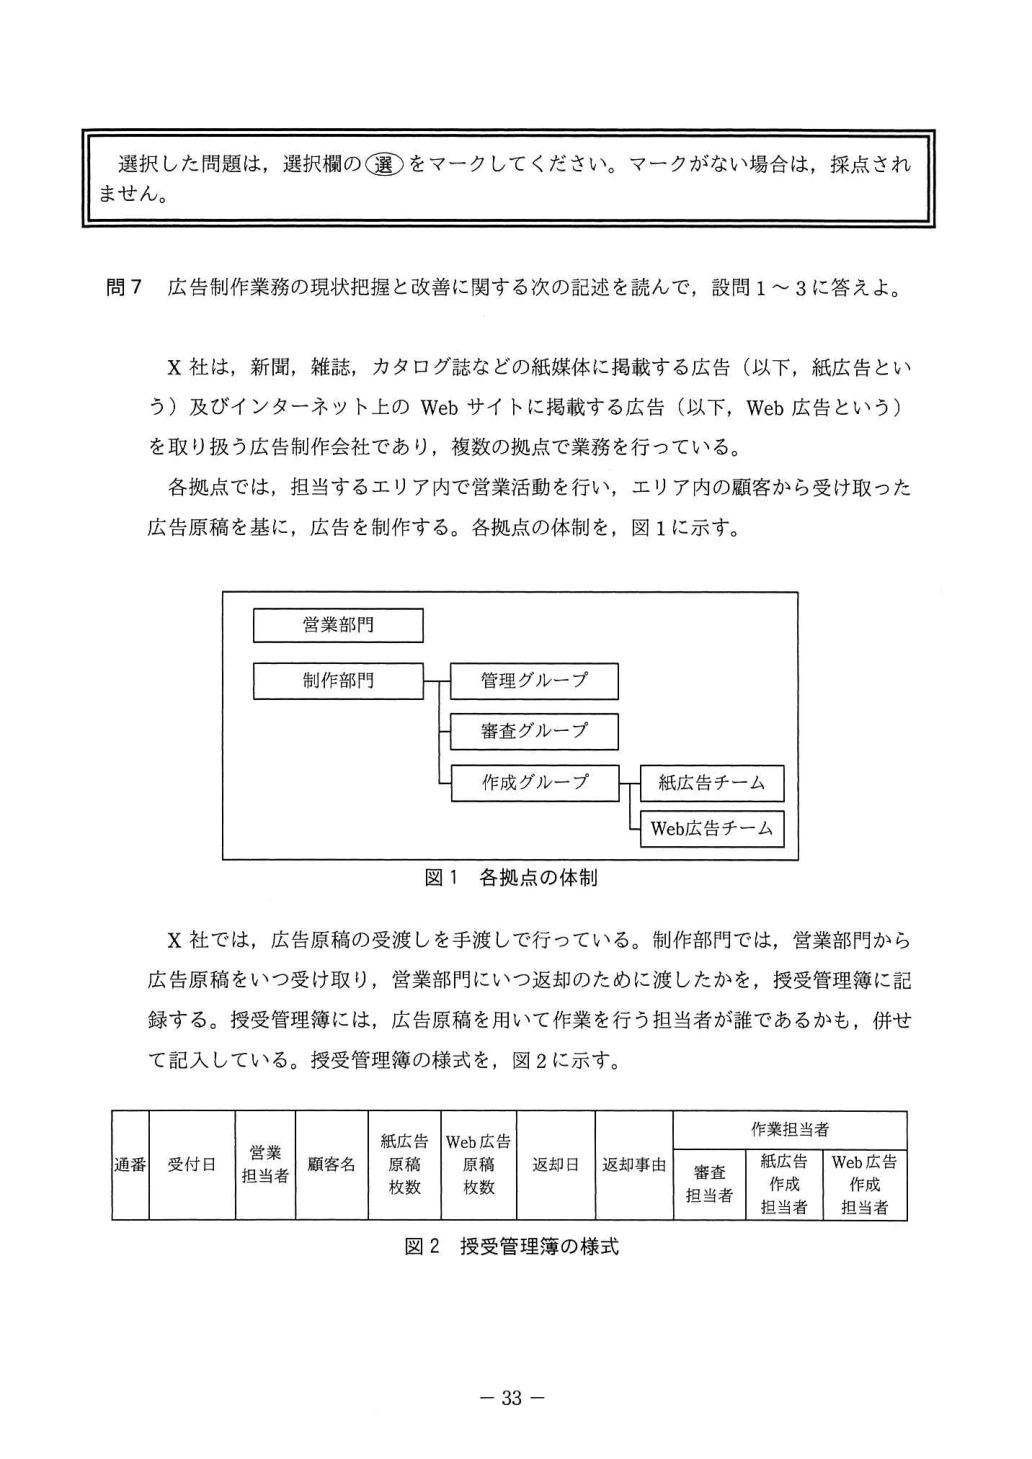 選択した問題は，選択欄の選をマークしてください。マークがない場合は，採点され
ません。
問7 広告制作業務の現状把握と改善に関する次の記述を読んで，設問1～3に答えよ。
X 社は，新聞，雑誌，カタログ誌などの紙媒体に掲載する広告（以下，紙広告とい
う）及びインターネット上の Web サイトに掲載する広告（以下，Web 広告という）
を取り扱う広告制作会社であり，複数の拠点で業務を行っている。
各拠点では，担当するエリア内で営業活動を行い，エリア内の顧客から受け取った
広告原稿を基に，広告を制作する。各拠点の体制を，図1に示す。
営業部門
制作部門
管理グループ
審査グループ
作成グループ
紙広告チーム
Web広告チーム
図1 各拠点の体制
X 社では，広告原稿の受渡しを手渡しで行っている。制作部門では，営業部門から
広告原稿をいつ受け取り，営業部門にいつ返却のために渡したかを，授受管理簿に記
録する。授受管理簿には，広告原稿を用いて作業を行う担当者が誰であるかも，併せ
て記入している。授受管理簿の様式を，図2に示す。
通番
受付日
営業
担当者
顧客名
紙広告
原稿
枚数
Web 広告
原稿
枚数
返却日
返却事由
作業担当者
審査
担当者
紙広告
作成
担当者
Web 広告
作成
担当者
図2 授受管理簿の様式
－ 33 －